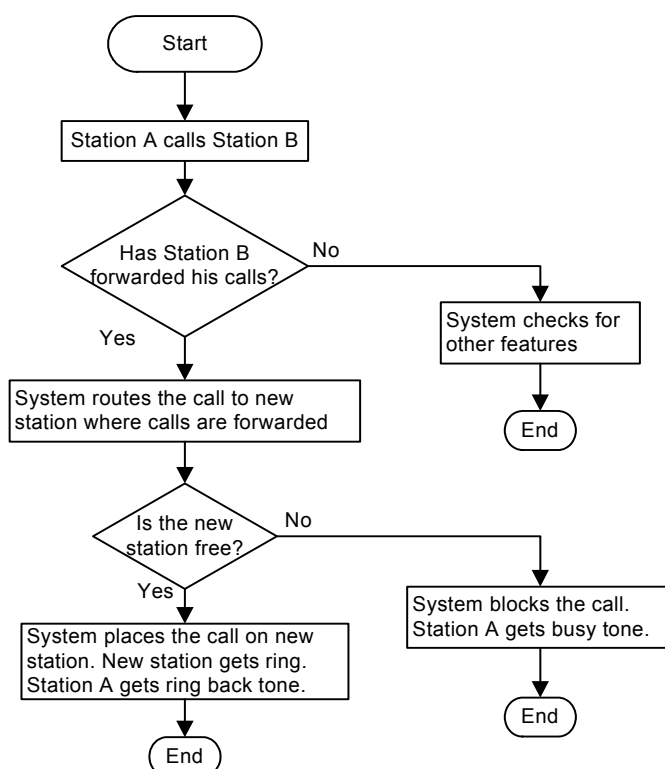 Start
Station A calls Station B
Has Station B
forwarded his calls?
No
Yes
System checks for
other features
End
System routes the call to new
station where calls are forwarded
Is the new
station free?
No
Yes
System blocks the call.
Station A gets busy tone.
End
System places the call on new
station. New station gets ring.
Station A gets ring back tone.
End